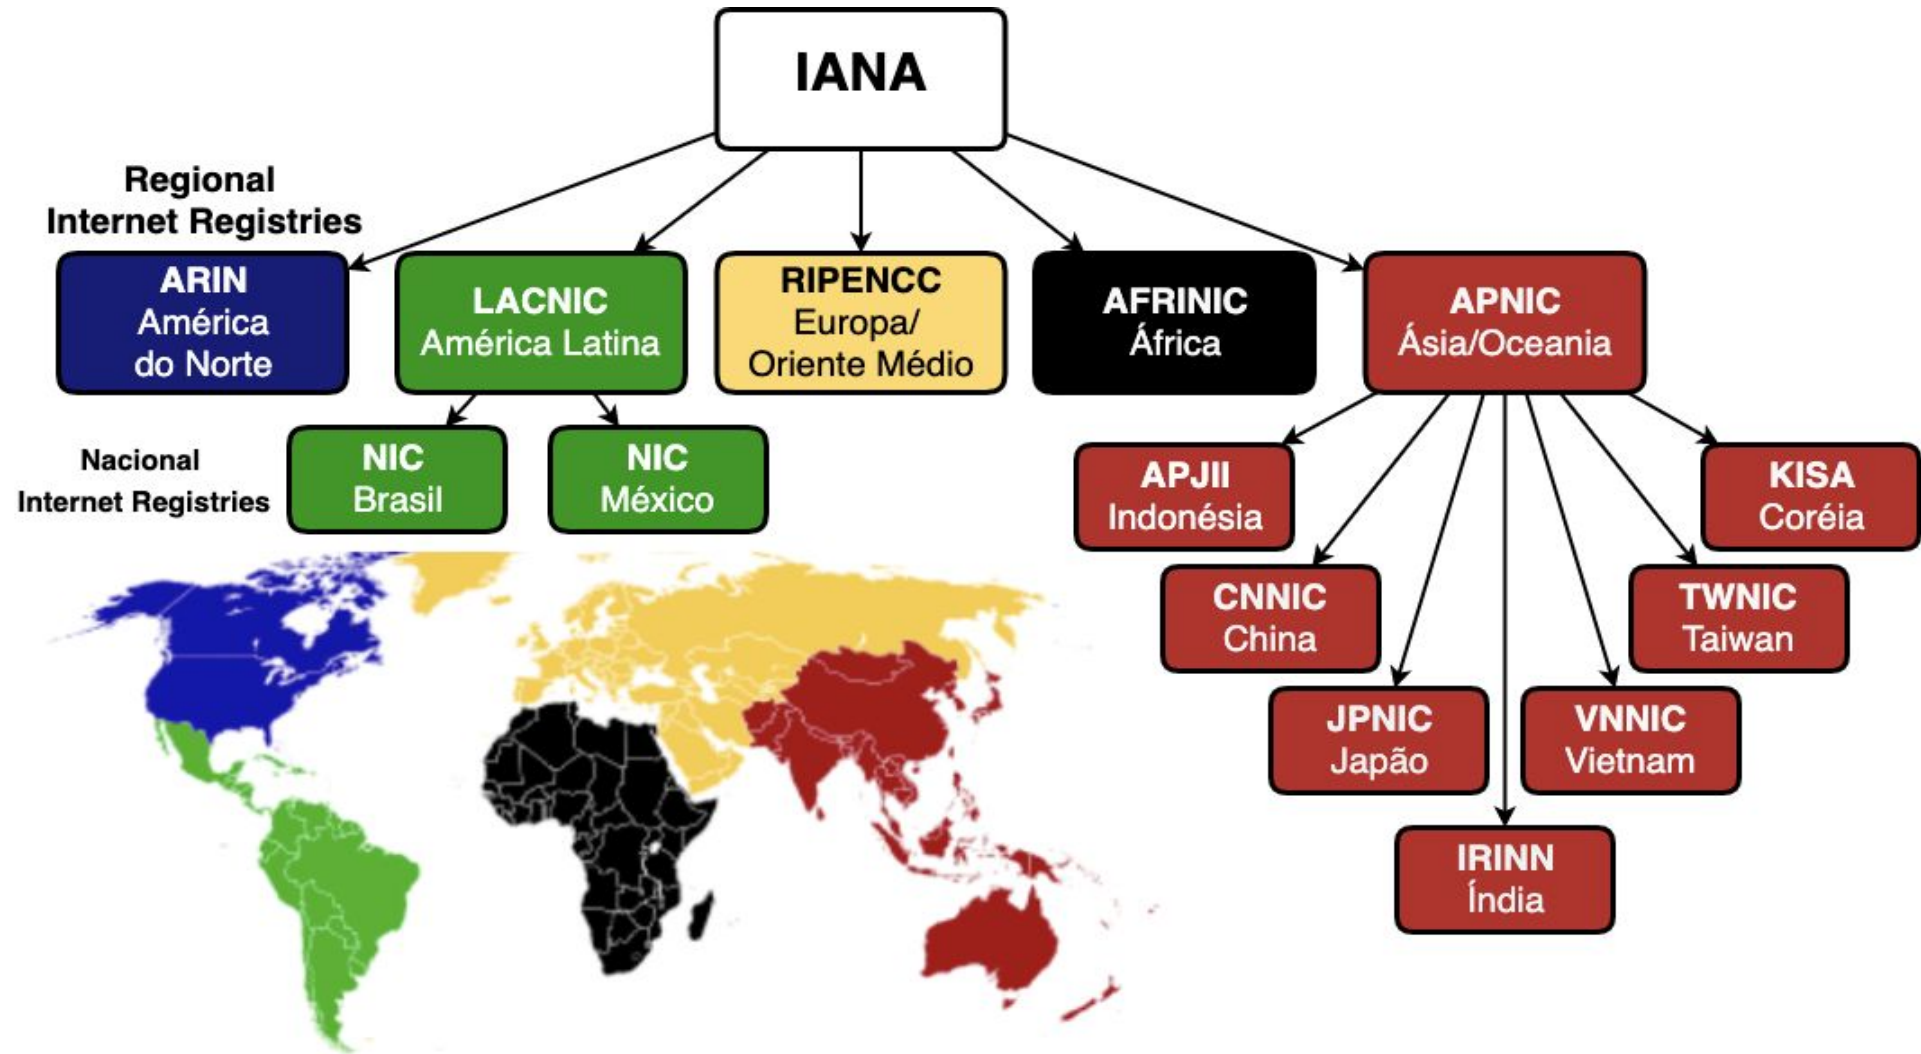 IANA
Regional
Internet Registries
ARIN
América
do Norte
LACNIC
América Latina
RIPENCC
Europa/
Oriente Médio
AFRINIC
África
APNIC
Ásia/Oceania
Nacional
Internet Registries
NIC
Brasil
NIC
México
APJII
Indonésia
KISA
Coréia
CNNIC
China
TWNIC
Taiwan
JPNIC
Japão
VNNIC
Vietnam
IRINN
Índia